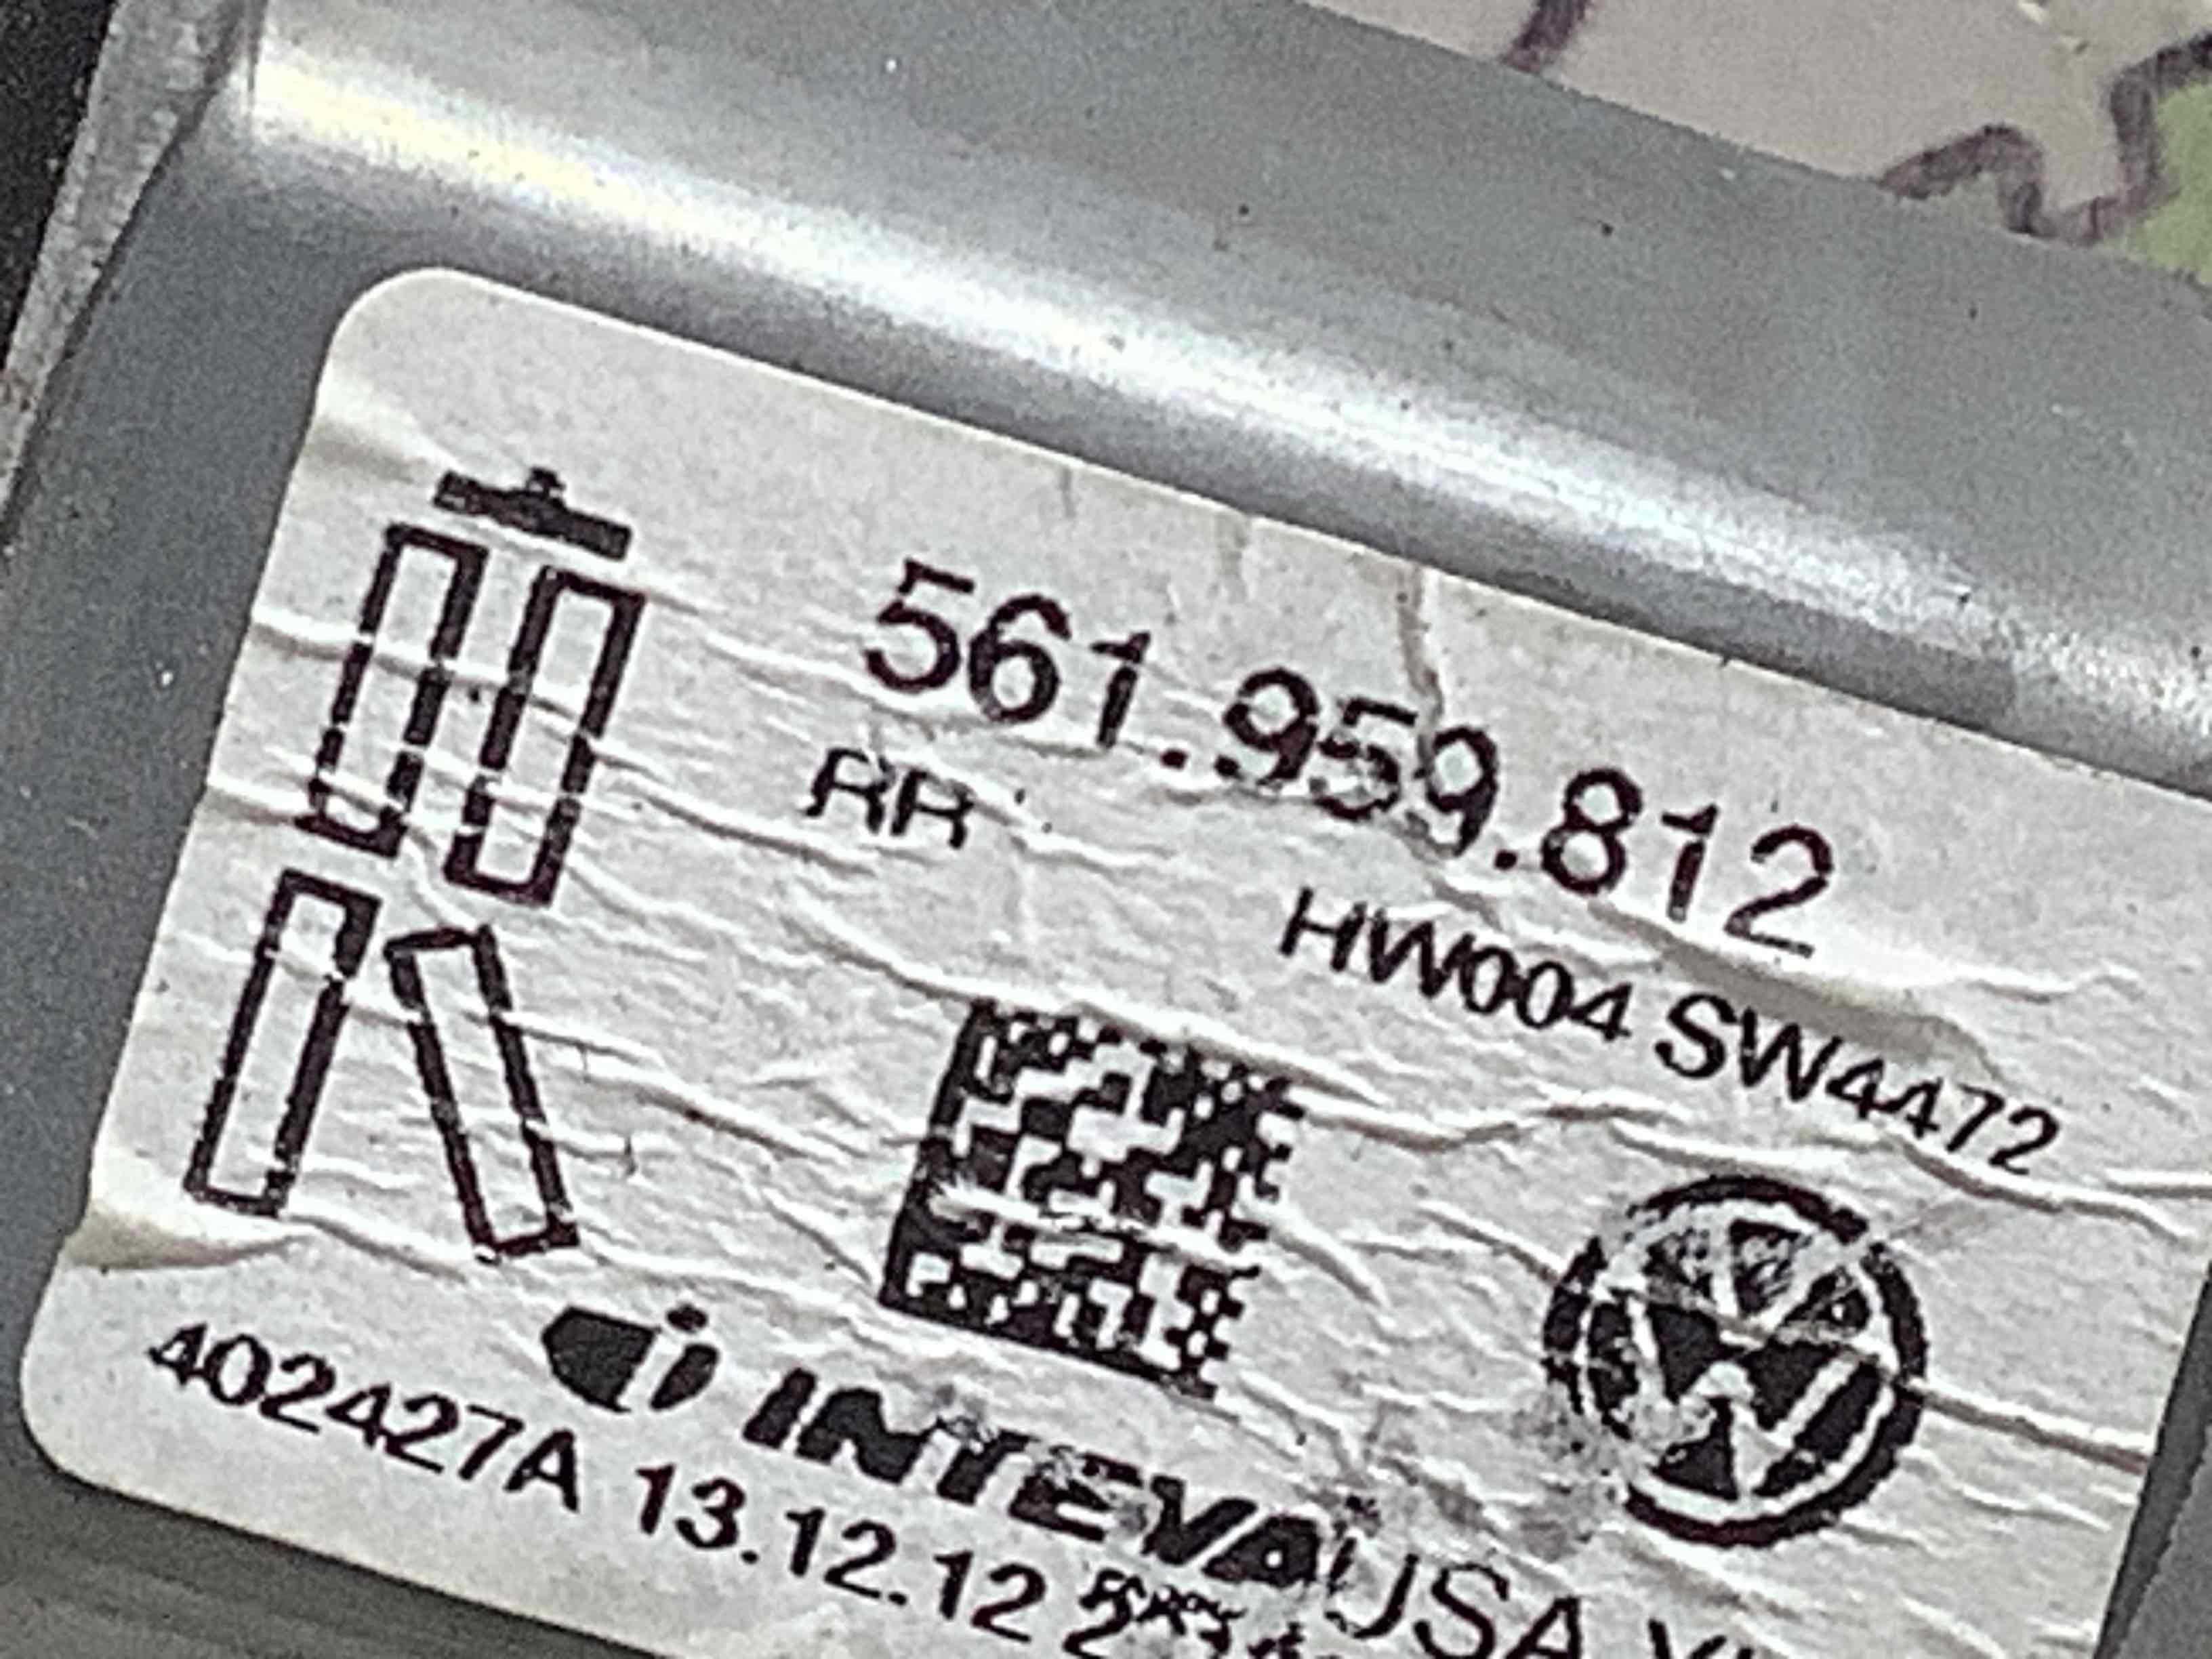 561.959.812
RR
HW004 SW4472
INTEVA USA
402427A 13.12.12